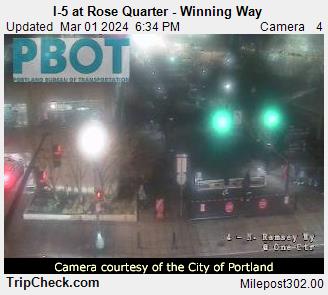 I-5 at Rose Quarter - Winning Way
Updated Mar 01 2024 6:34 PM Camera 4
PBOT
PORTLAND BUREAU OF TRANSPORTATION
4 - N. Ramsey Wy
@ One-Ctr
Camera courtesy of the City of Portland
TripCheck.com Milepost302.00